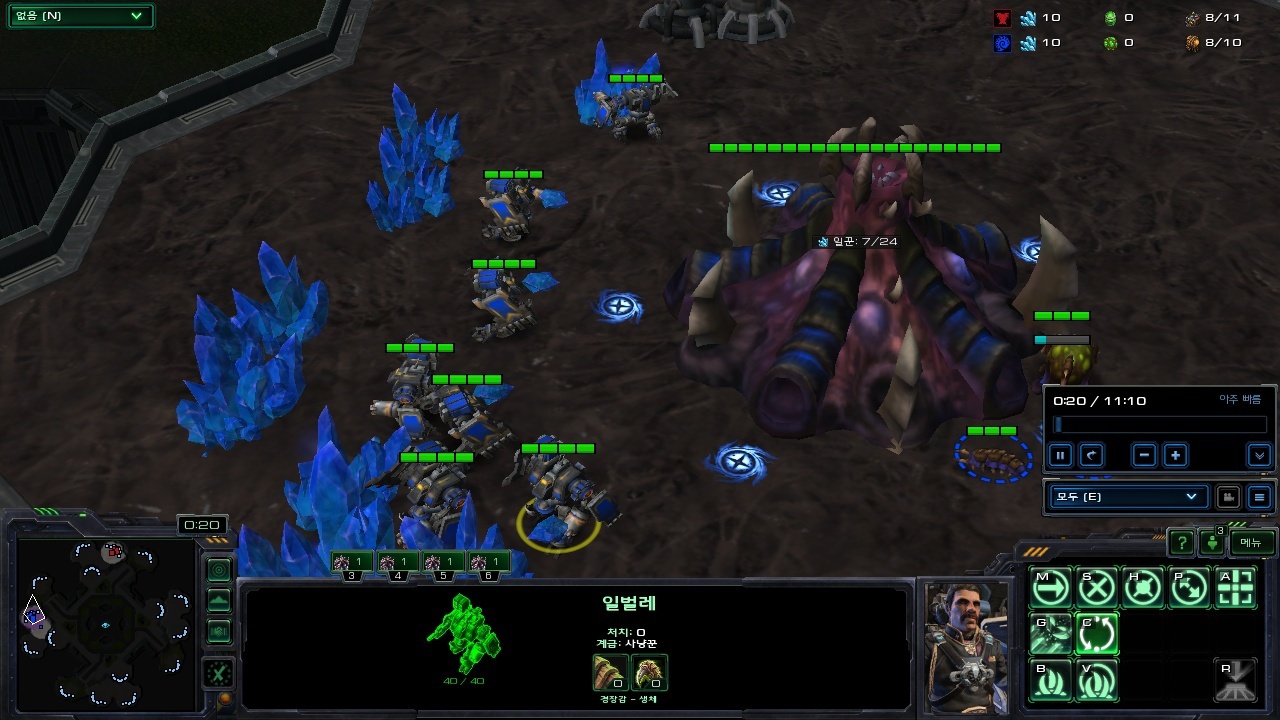 없음 (N)
10 0 8/11
10 0 8/10
일꾼: 7/24
0:20 / 11:10 아주 빠름
모두 (E)
0:20
3
? 메뉴
1 1 1 1
3 4 5 6
일벌레
저지: 0
계급: 사냥꾼
40 / 40
0 0
경장갑 - 생체
M S H P A
G C
B V R